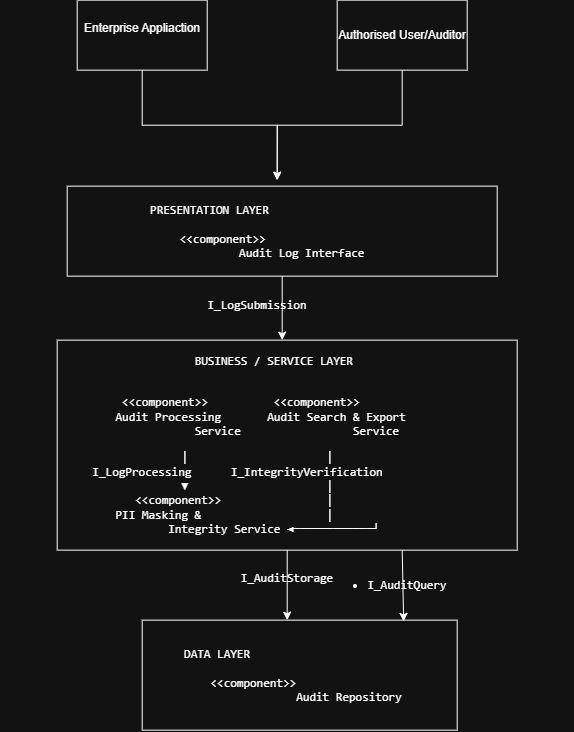 Enterprise Appliaction
Authorised User/Auditor
PRESENTATION LAYER
<<component>>
Audit Log Interface
I_LogSubmission
BUSINESS / SERVICE LAYER
<<component>> <<component>>
Audit Processing Audit Search & Export
Service Service
I_LogProcessing I_IntegrityVerification
<<component>>
PII Masking &
Integrity Service
I_AuditStorage
• I_AuditQuery
DATA LAYER
<<component>>
Audit Repository